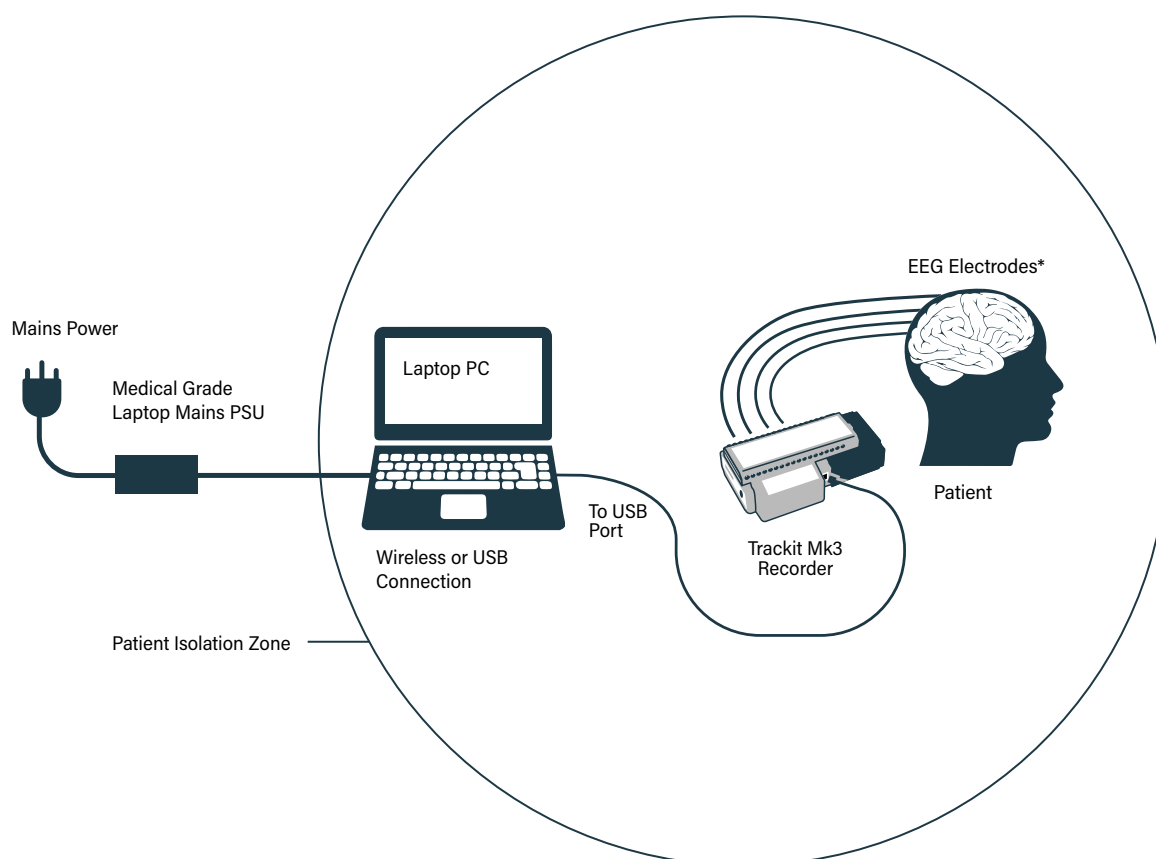 EEG Electrodes*
Mains Power
Medical Grade
Laptop Mains PSU
Laptop PC
Patient
To USB
Port
Trackit Mk3
Recorder
Wireless or USB
Connection
Patient Isolation Zone